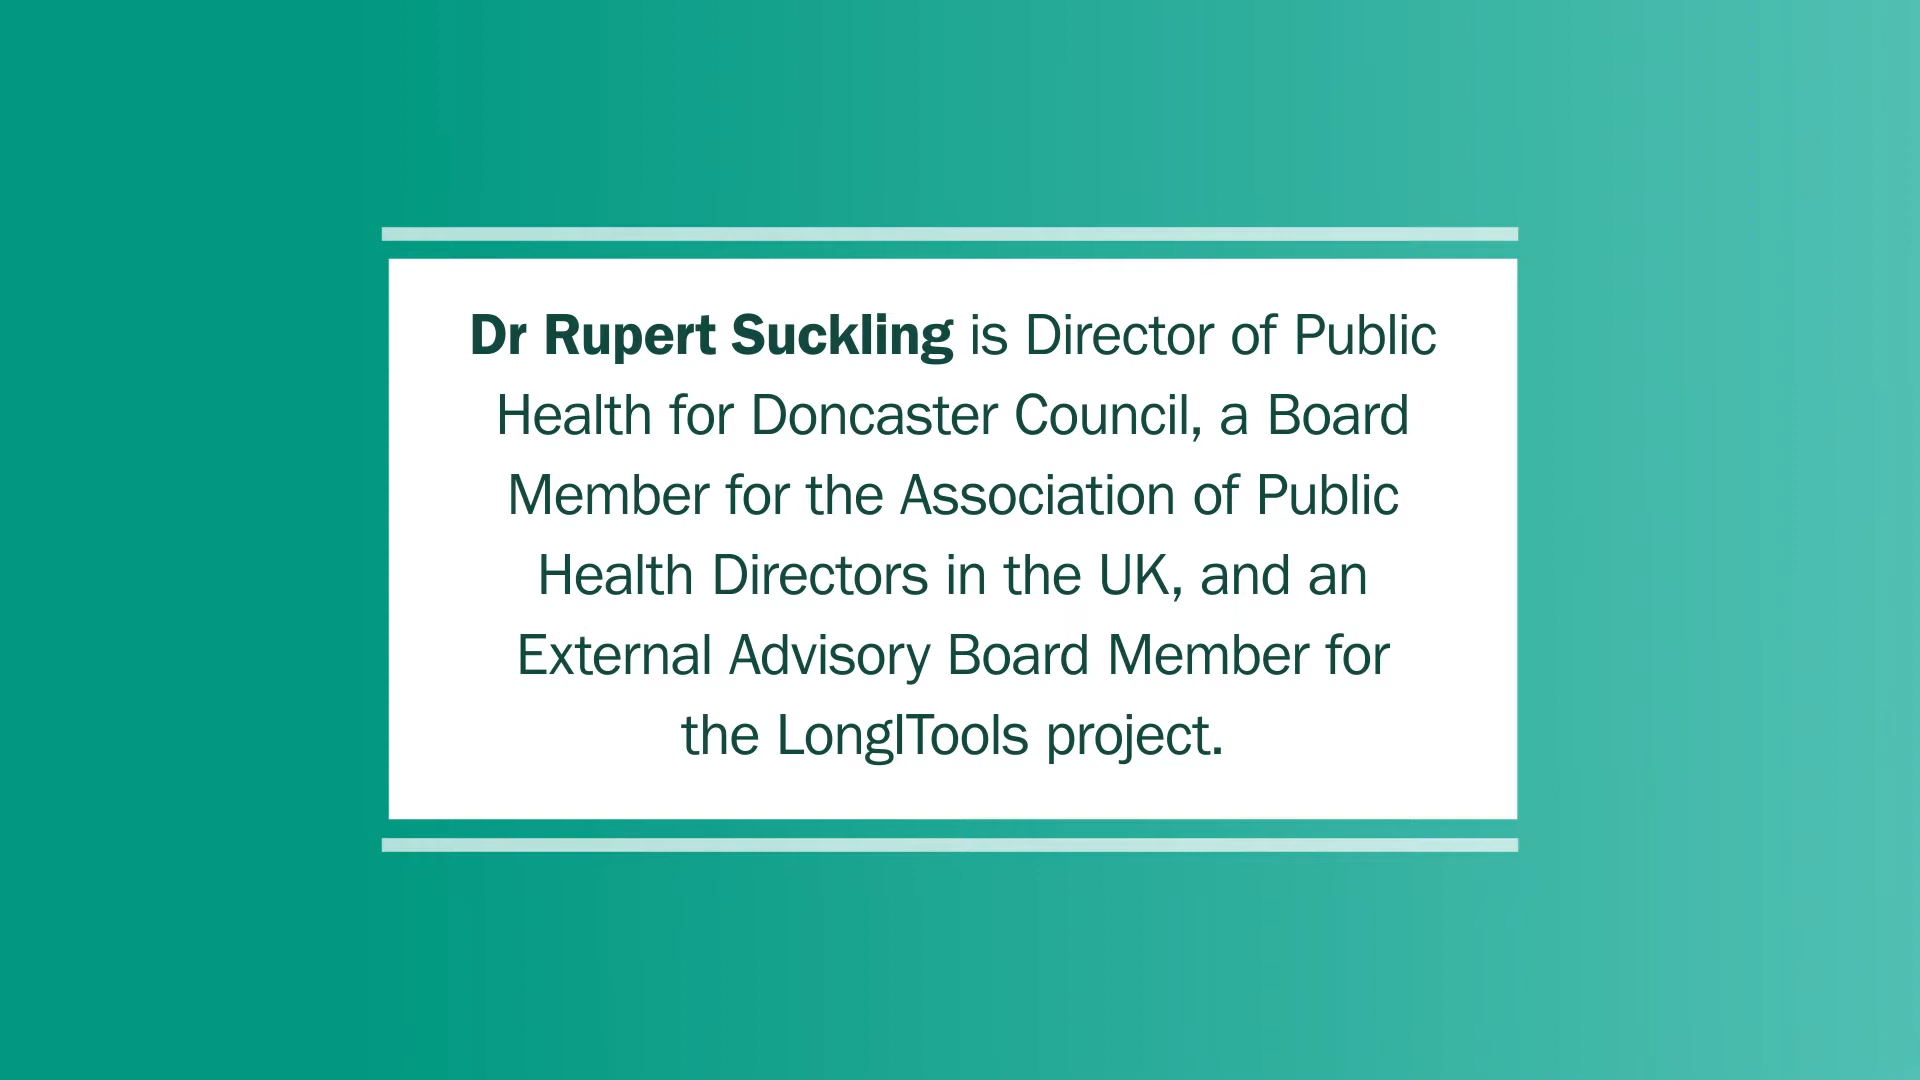 Dr Rupert Suckling is Director of Public
Health for Doncaster Council, a Board
Member for the Association of Public
Health Directors in the UK, and an
External Advisory Board Member for
the LongITools project.